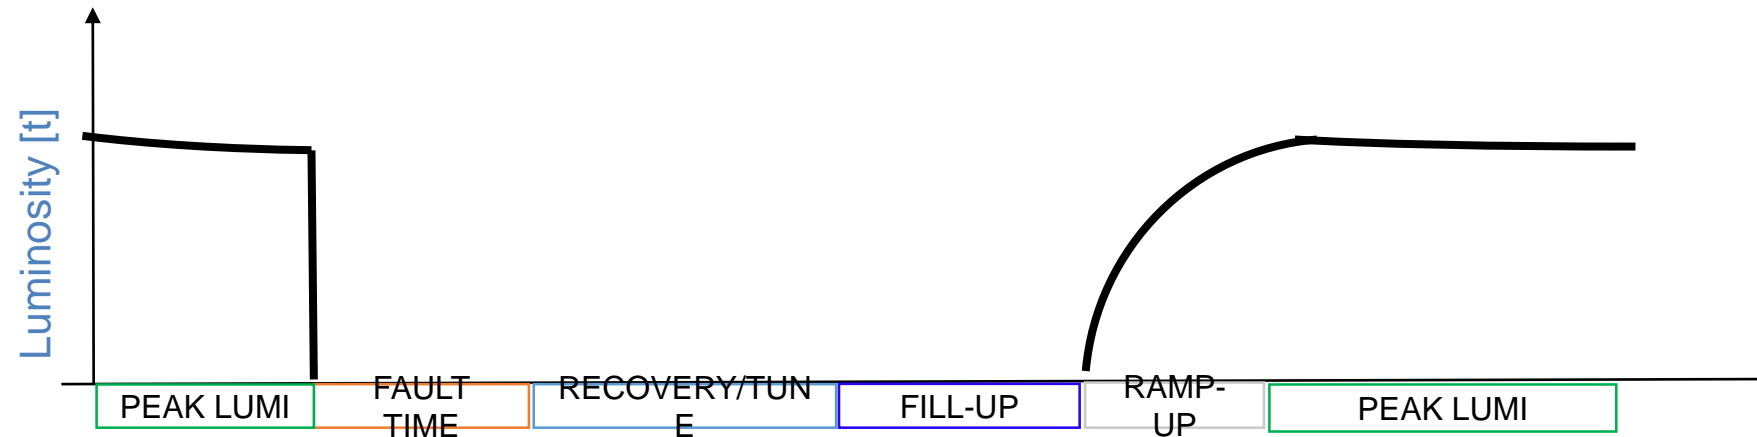 Luminosity [t]
PEAK LUMI
FAULT
TIME
RECOVERY/TUN
E
FILL-UP
RAMP-
UP
PEAK LUMI